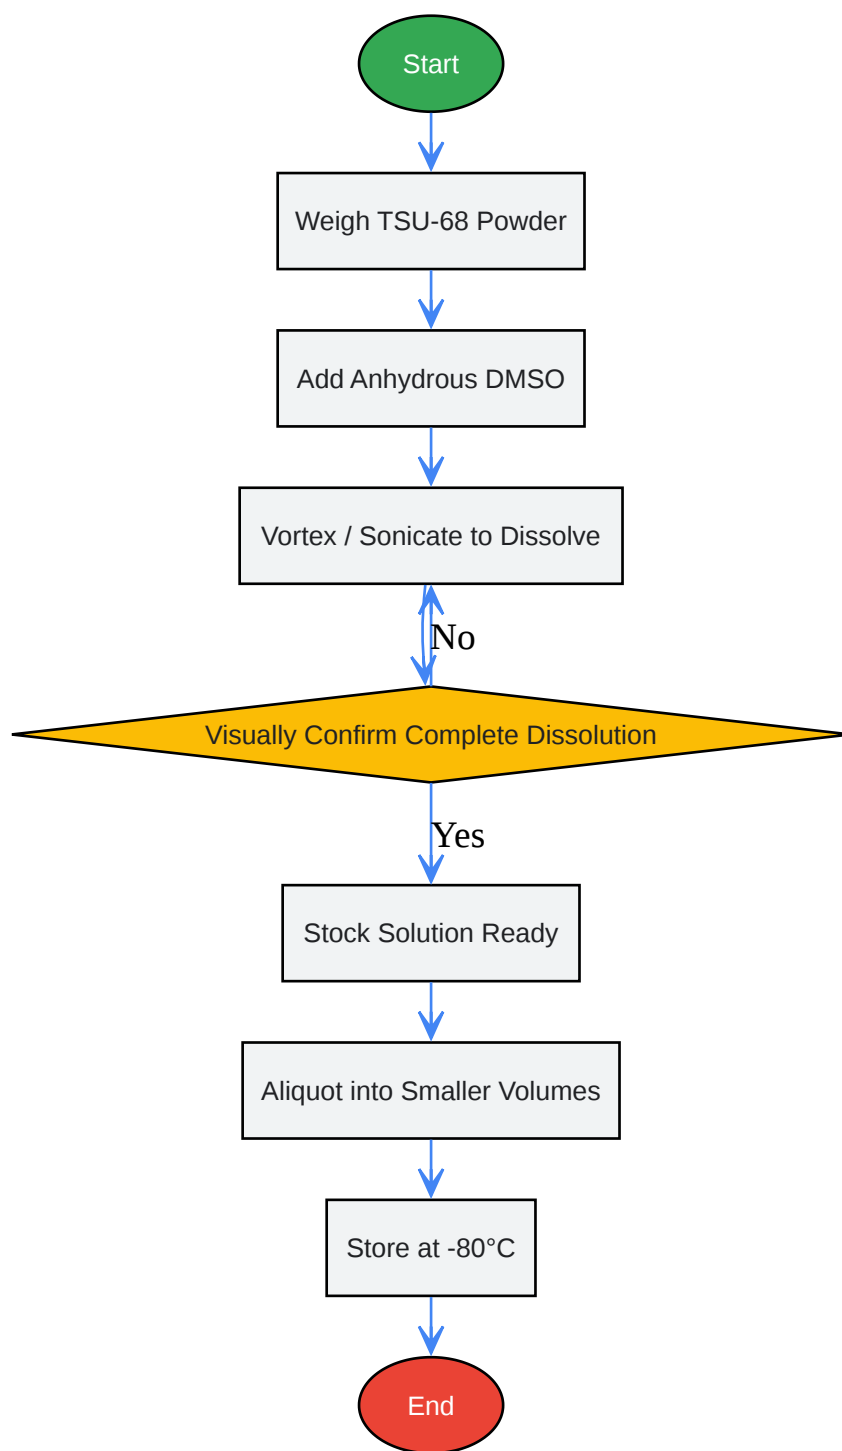 Start
Weigh TSU-68 Powder
Add Anhydrous DMSO
Vortex / Sonicate to Dissolve
No
Visually Confirm Complete Dissolution
Yes
Stock Solution Ready
Aliquot into Smaller Volumes
Store at -80°C
End